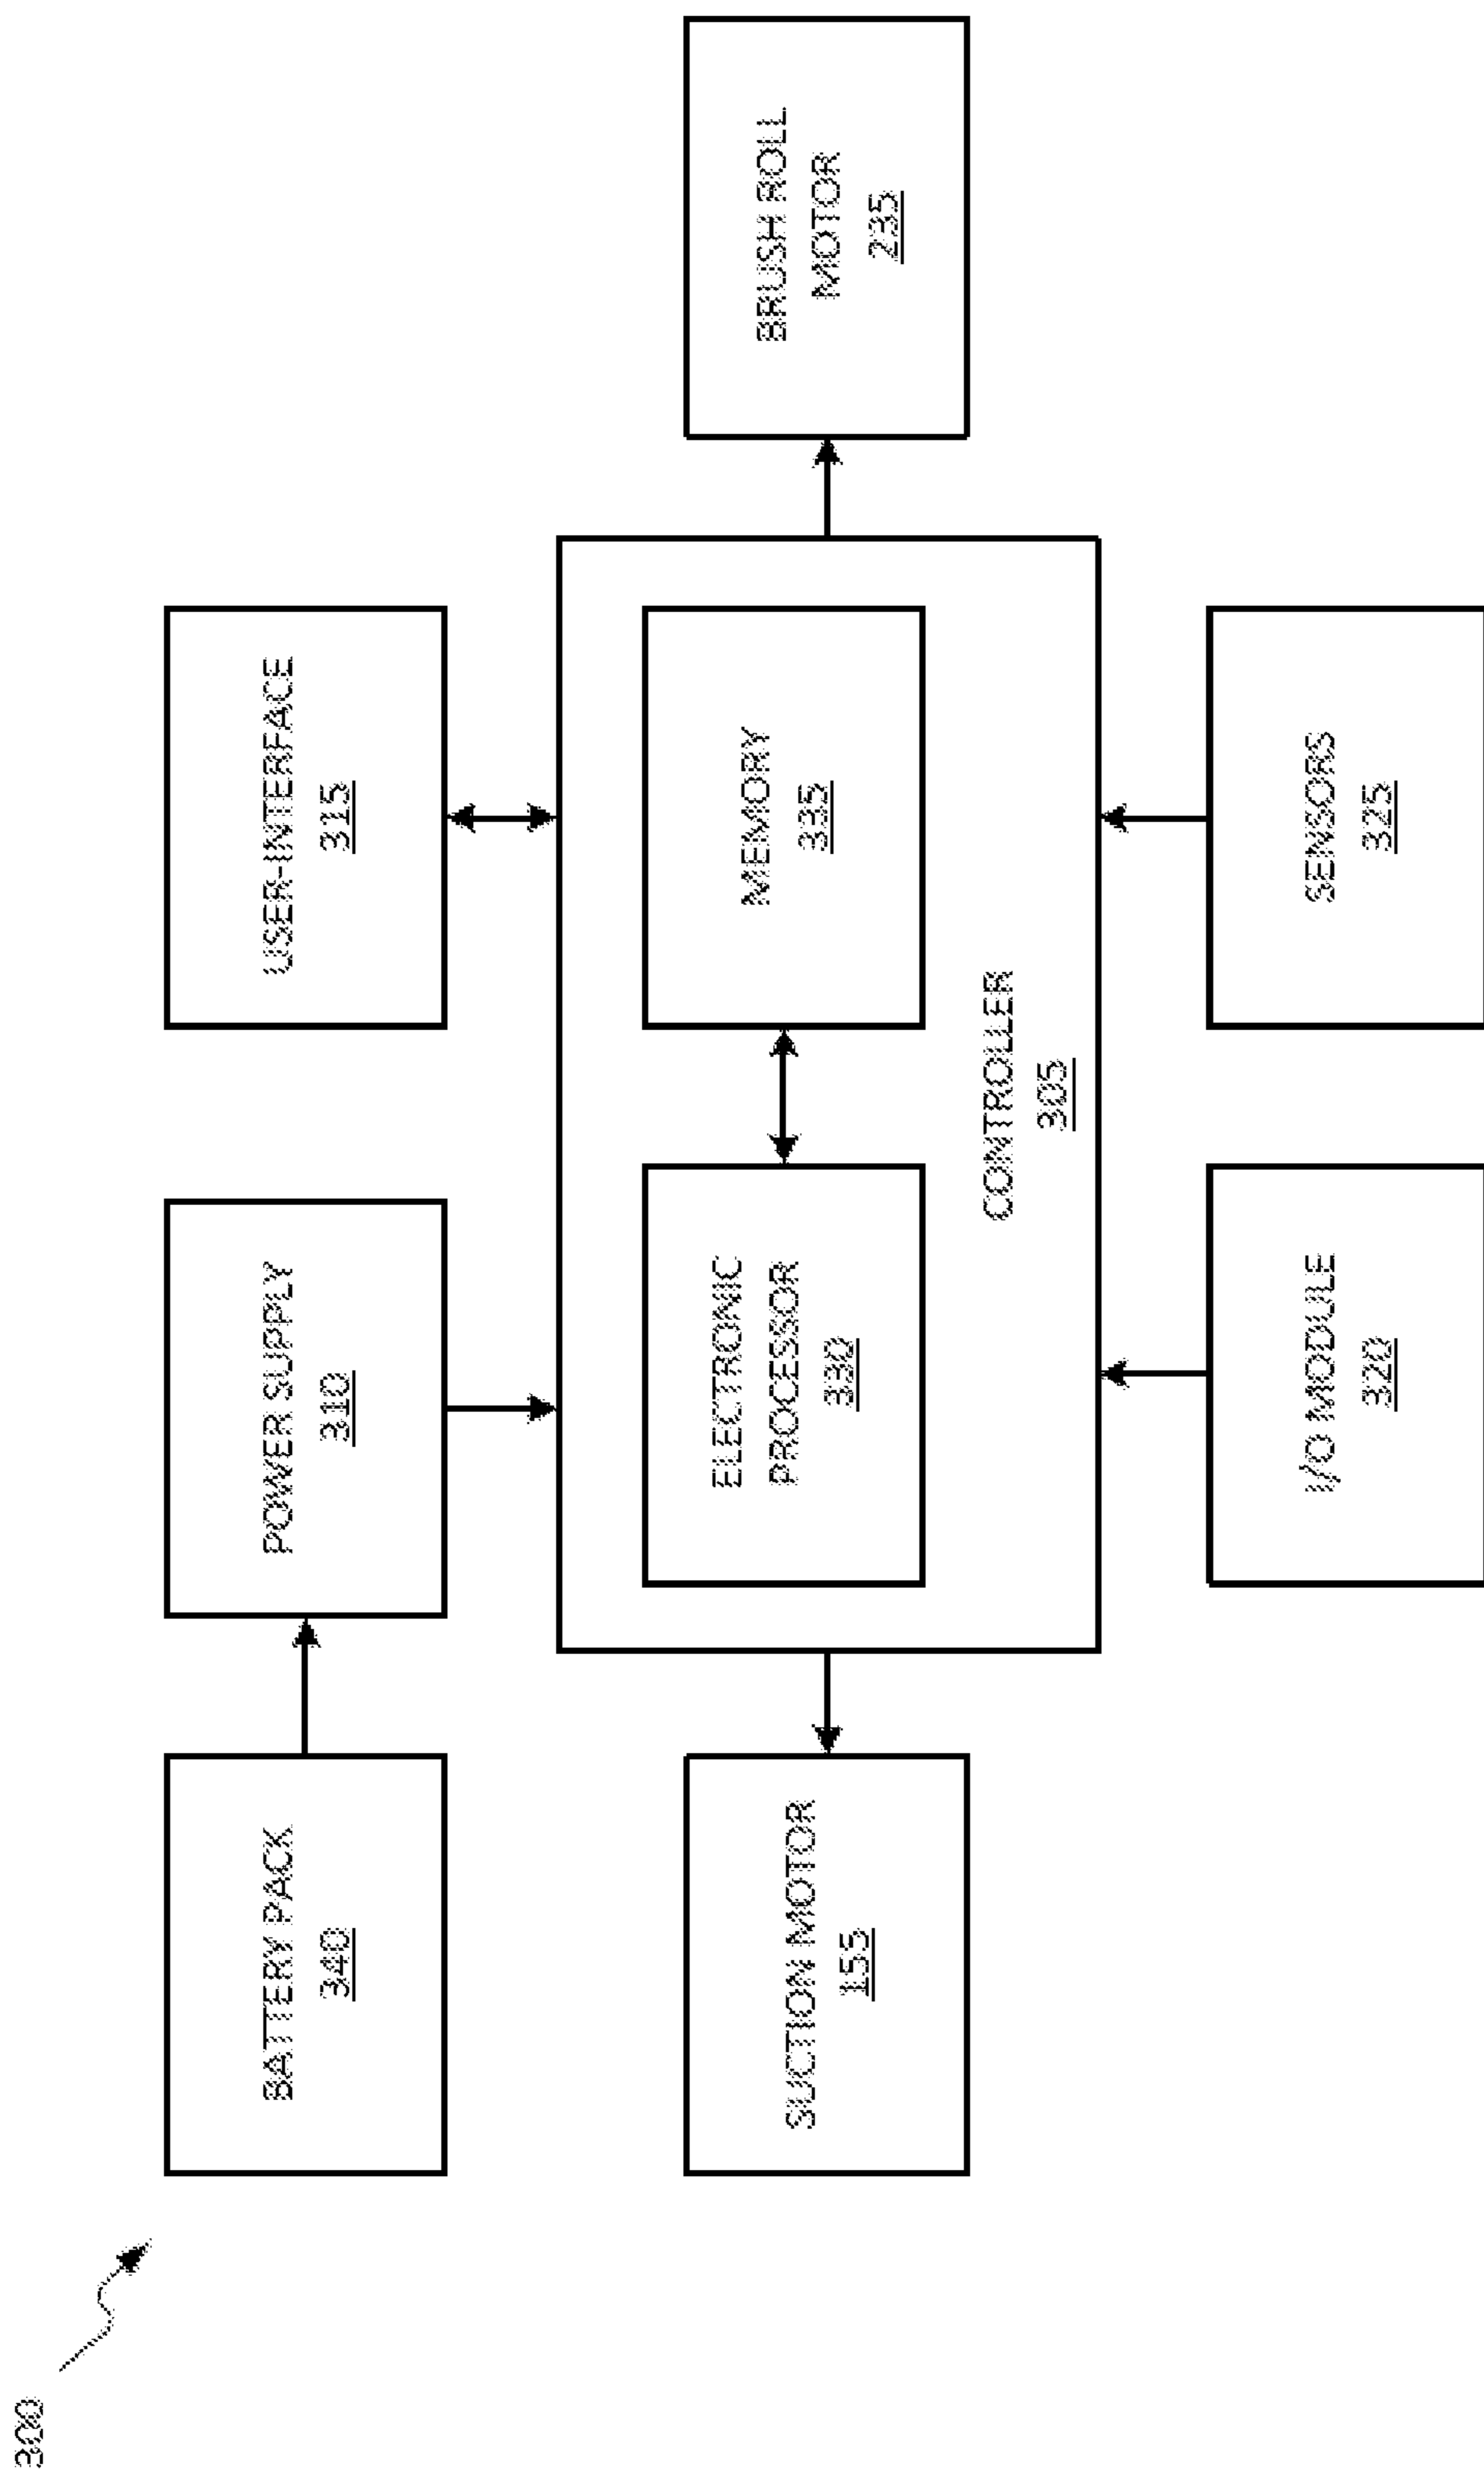 300
BATTERY PACK
340
POWER SUPPLY
310
USER-INTERFACE
315
SUCTION MOTOR
155
ELECTRONIC
PROCESSOR
330
MEMORY
335
CONTROLLER
305
BRUSH ROLL
MOTOR
235
I/O MODULE
320
SENSORS
325